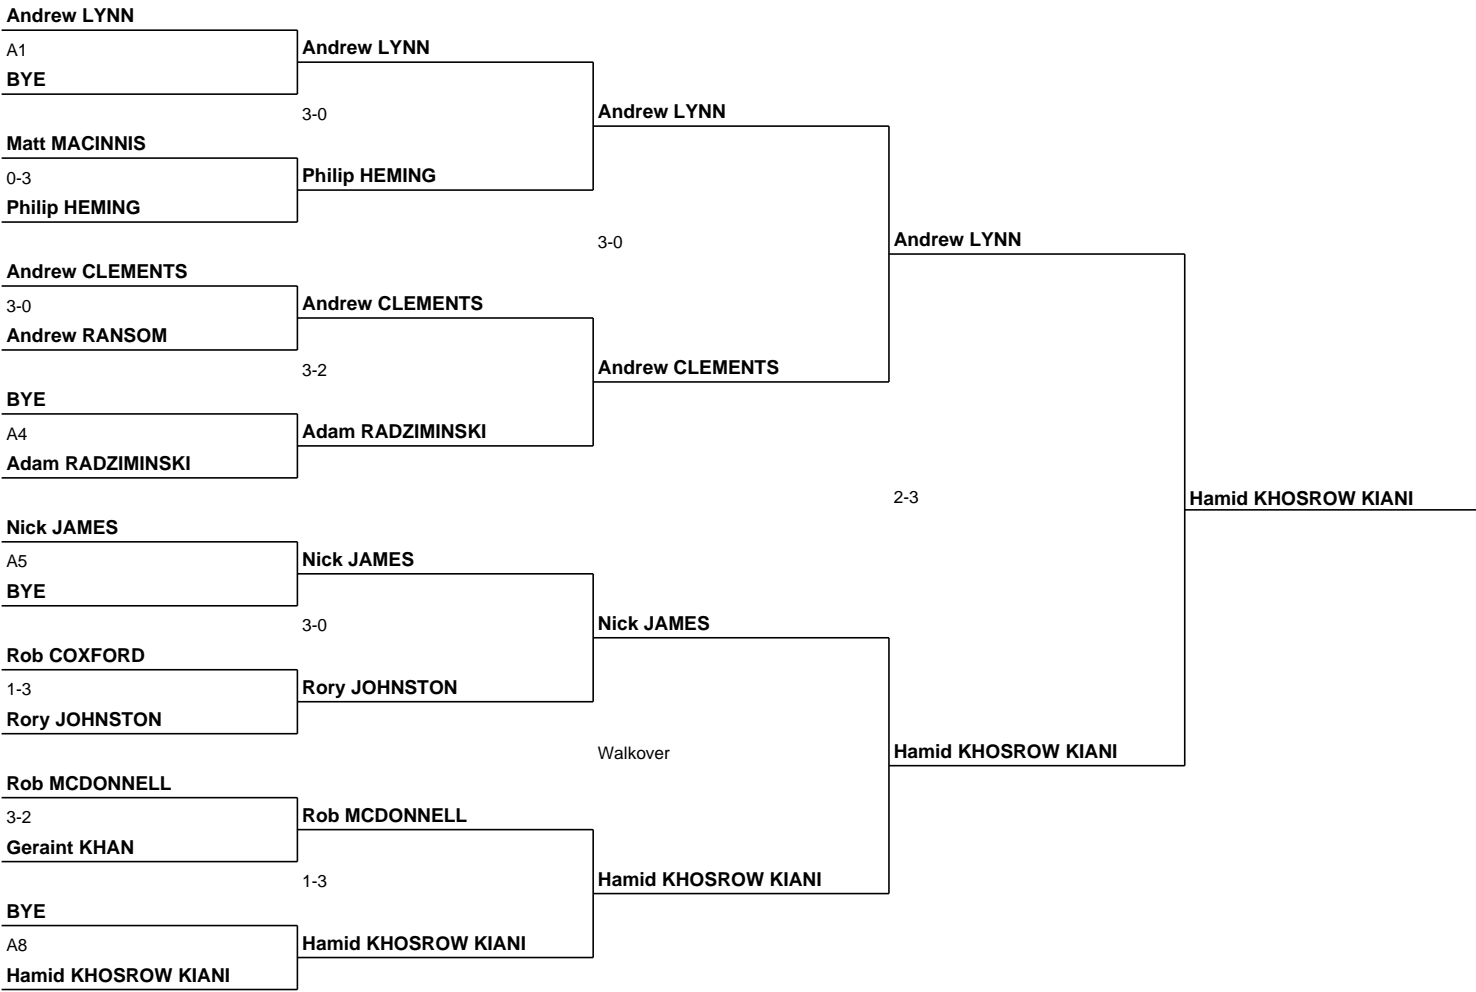 Andrew LYNN
A1
BYE
Matt MACINNIS
0-3
Philip HEMING
Andrew CLEMENTS
3-0
Andrew RANSOM
BYE
A4
Adam RADZIMINSKI
Nick JAMES
A5
BYE
Rob COXFORD
1-3
Rory JOHNSTON
Rob MCDONNELL
3-2
Geraint KHAN
BYE
A8
Hamid KHOSROW KIANI
Andrew LYNN
3-0
Philip HEMING
Andrew CLEMENTS
3-2
Adam RADZIMINSKI
Nick JAMES
3-0
Rory JOHNSTON
Rob MCDONNELL
1-3
Hamid KHOSROW KIANI
Andrew LYNN
3-0
Andrew CLEMENTS
Nick JAMES
Walkover
Hamid KHOSROW KIANI
Andrew LYNN
2-3
Hamid KHOSROW KIANI
Hamid KHOSROW KIANI